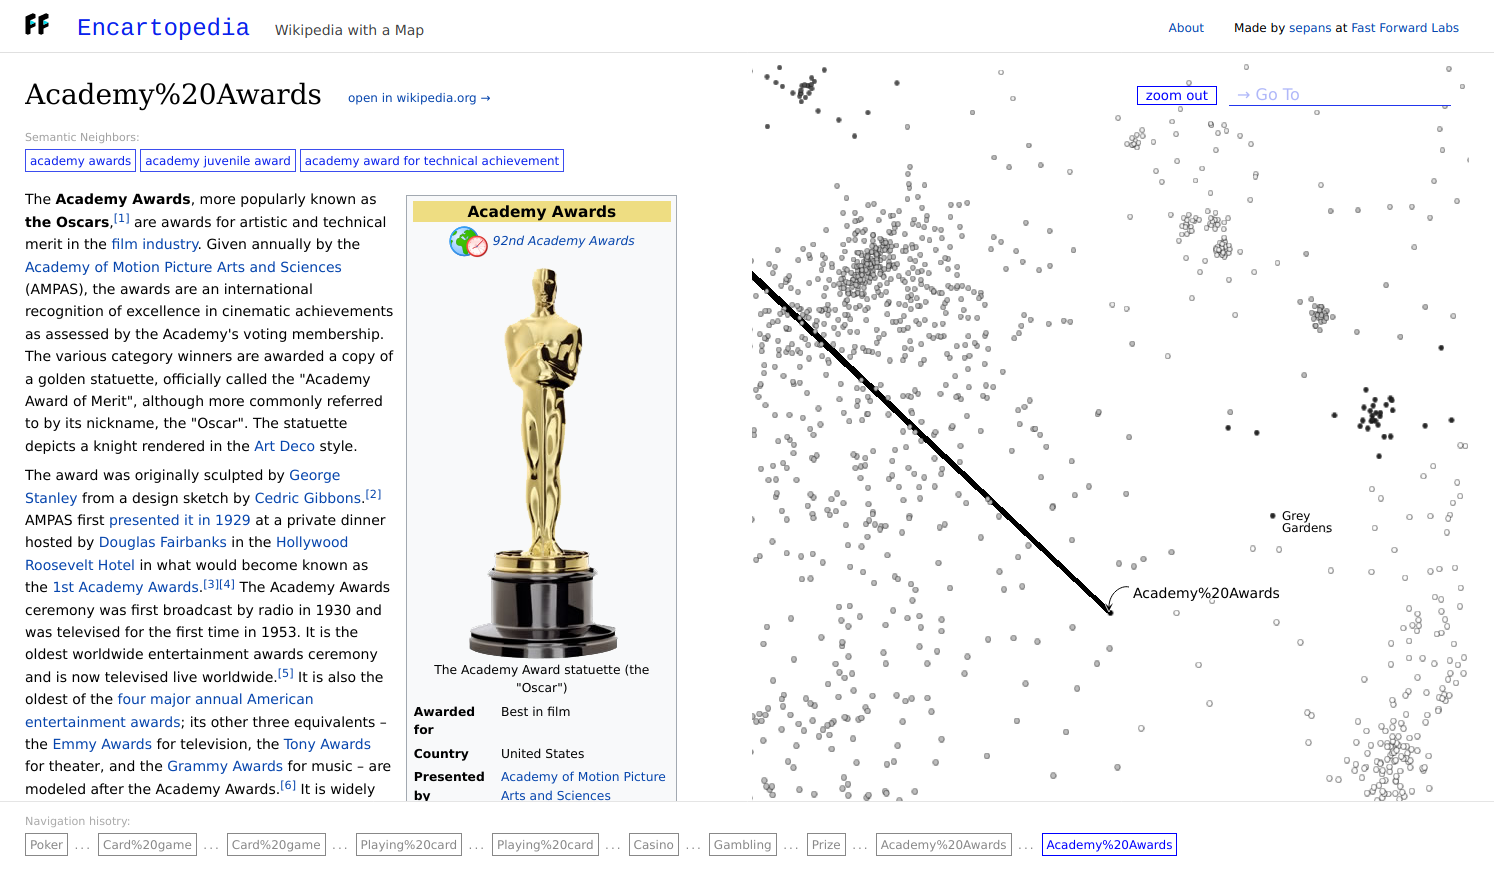 FF Encartopedia Wikipedia with a Map About Made by sepans at Fast Forward Labs
Academy%20Awards open in wikipedia.org →
zoom out → Go To
Semantic Neighbors:
academy awards academy juvenile award academy award for technical achievement
The Academy Awards, more popularly known as
the Oscars,[1] are awards for artistic and technical
merit in the film industry. Given annually by the
Academy of Motion Picture Arts and Sciences
(AMPAS), the awards are an international
recognition of excellence in cinematic achievements
as assessed by the Academy's voting membership.
The various category winners are awarded a copy of
a golden statuette, officially called the "Academy
Award of Merit", although more commonly referred
to by its nickname, the "Oscar". The statuette
depicts a knight rendered in the Art Deco style.
The award was originally sculpted by George
Stanley from a design sketch by Cedric Gibbons.[2]
AMPAS first presented it in 1929 at a private dinner
hosted by Douglas Fairbanks in the Hollywood
Roosevelt Hotel in what would become known as
the 1st Academy Awards.[3][4] The Academy Awards
ceremony was first broadcast by radio in 1930 and
was televised for the first time in 1953. It is the
oldest worldwide entertainment awards ceremony
and is now televised live worldwide.[5] It is also the
oldest of the four major annual American
entertainment awards; its other three equivalents –
the Emmy Awards for television, the Tony Awards
for theater, and the Grammy Awards for music – are
modeled after the Academy Awards.[6] It is widely
Academy Awards
92nd Academy Awards
The Academy Award statuette (the
"Oscar")
Awarded for Best in film
Country United States
Presented by Academy of Motion Picture
Arts and Sciences
Grey
Gardens
Academy%20Awards
Navigation hisotry:
Poker ... Card%20game ... Card%20game ... Playing%20card ... Playing%20card ... Casino ... Gambling ... Prize ... Academy%20Awards ... Academy%20Awards